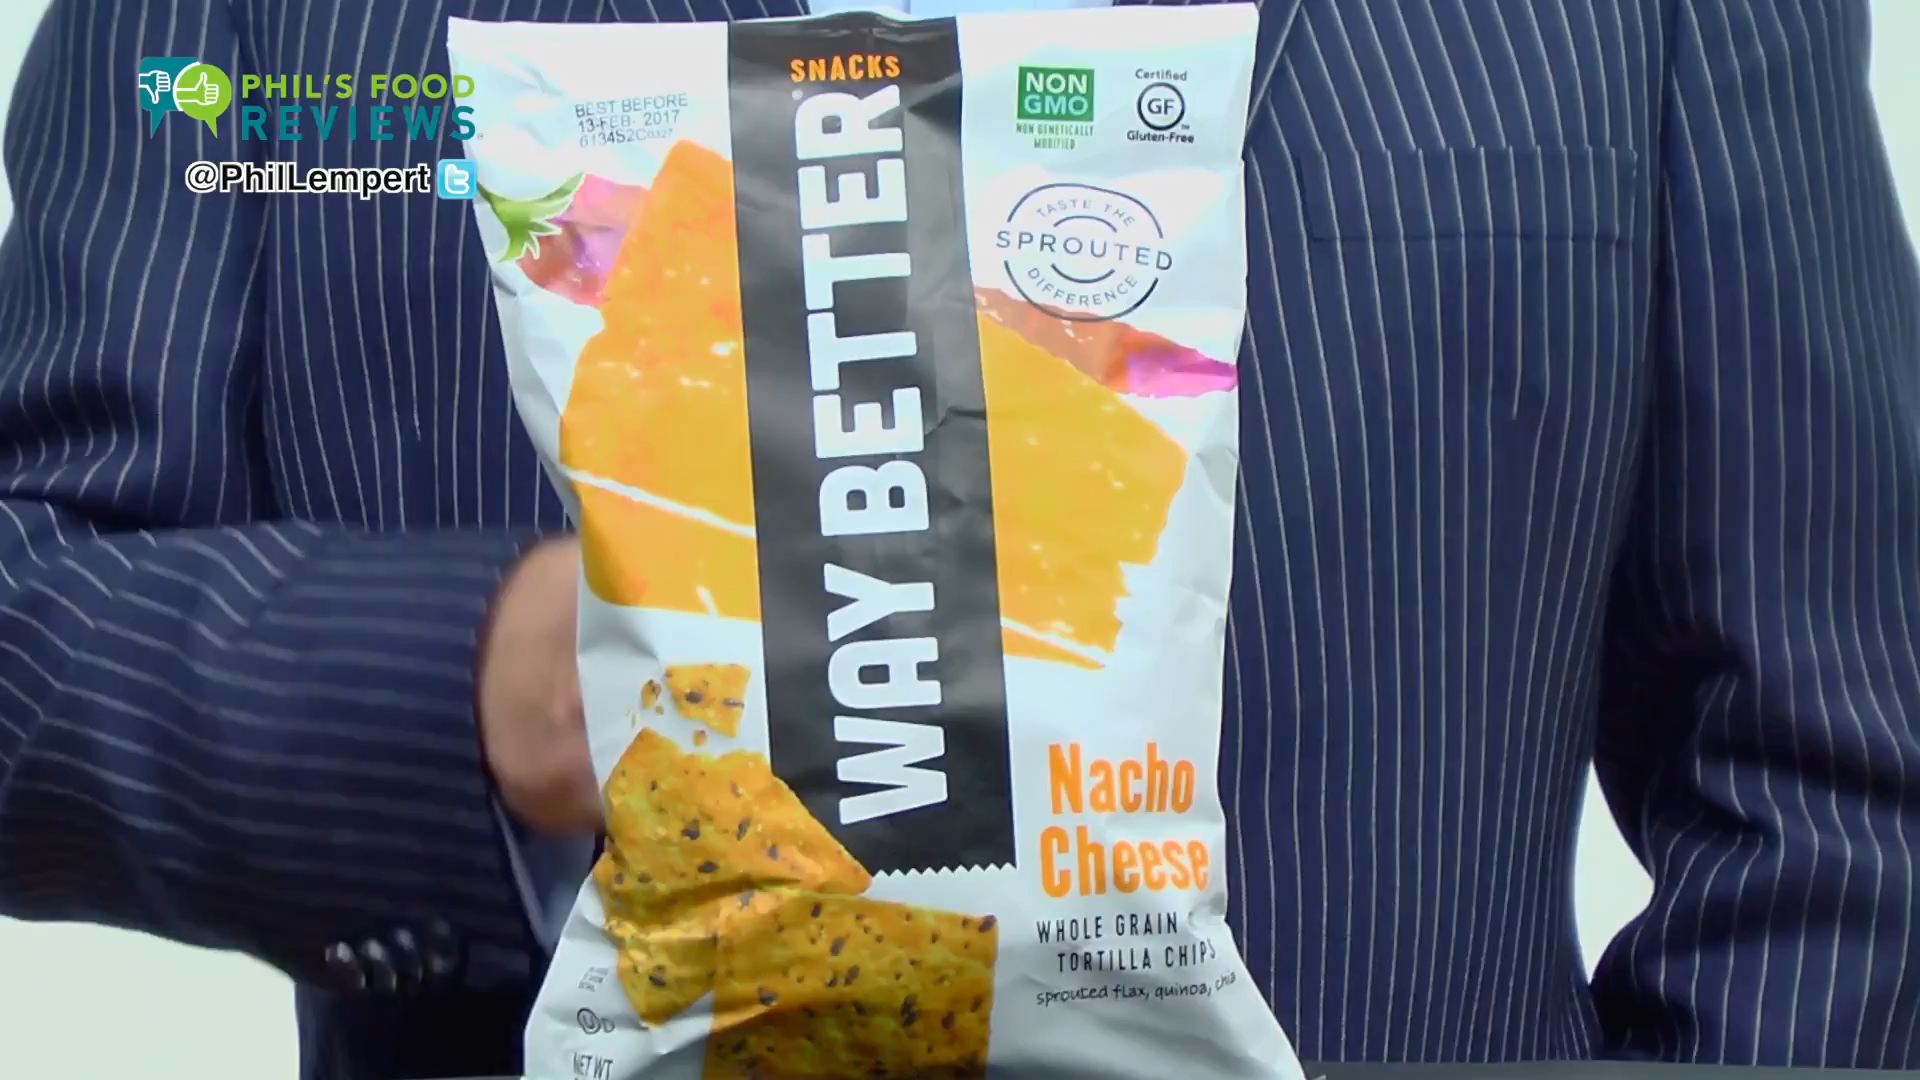 PHIL'S FOOD
REVIEWS
@PhilLempert
BEST BEFORE
13-FEB- 2017
SNACKS
WAY BETTER
NON
GMO
NON GENETICALLY
MODIFIED
Certified
GF
Gluten-Free
TASTE THE
SPROUTED
DIFFERENCE
Nacho
Cheese
WHOLE GRAIN
TORTILLA CHIPS
sprouted flax, quinoa, chia
U D
NET WT